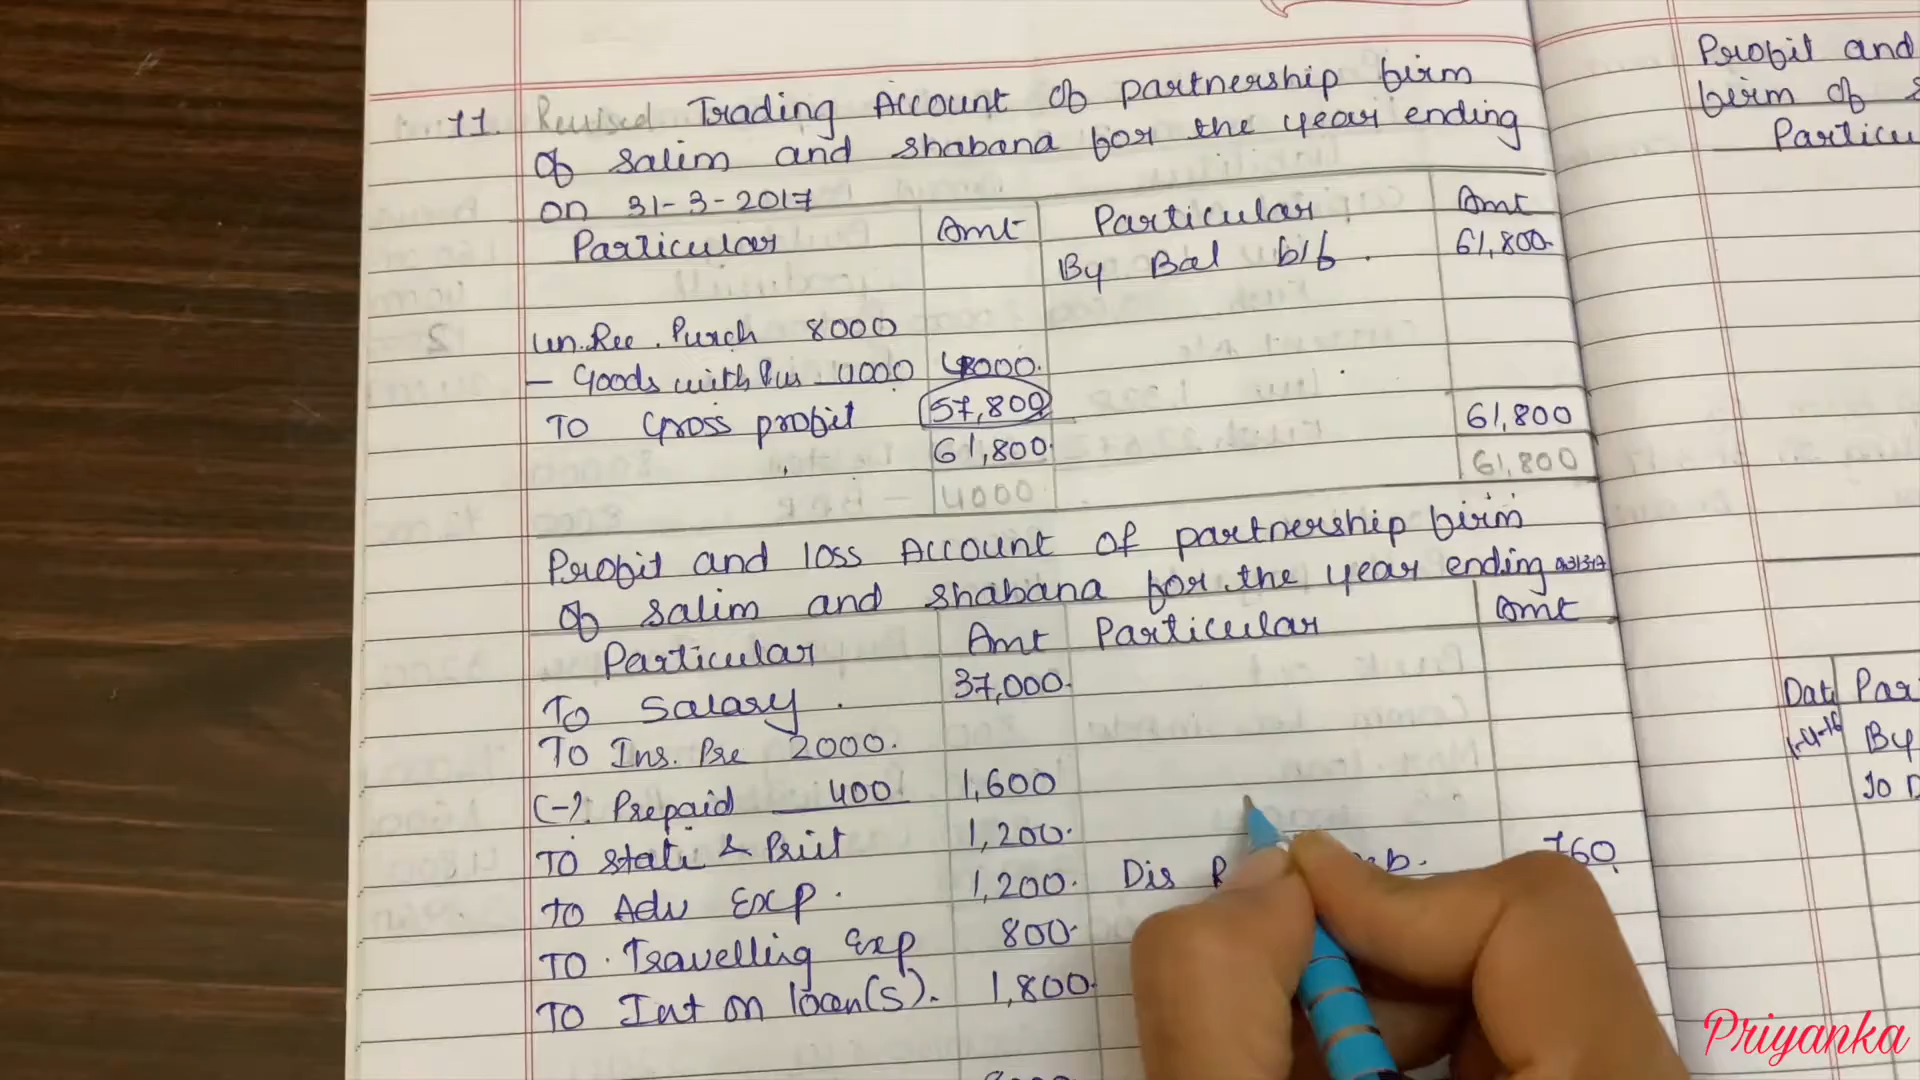 11. Revised Trading Account of partnership firm
of Salim and Shabana for the year ending
on 31-3-2017
Particular Amt Particular Amt
By Bal b/f 61,800
un. Rec. Purch 8000
- Goods with Pur 4000 4000
To Gross profit 57,800 61,800
61,800 61,800
4000
Profit and loss Account of partnership firm
of Salim and Shabana for the year ending
Particular Amt Particular Amt
To Salary 37,000
To Ins. Pre 2000
(-) Prepaid 400 1,600
To Stati & Print 1,200
To Adv Exp. 1,200 Dis R 760
To Travelling Exp 800
To Int on loan(s) 1,800
Profit and
firm of
Particu
Date Par
1-4-16 By
To D
Priyanka